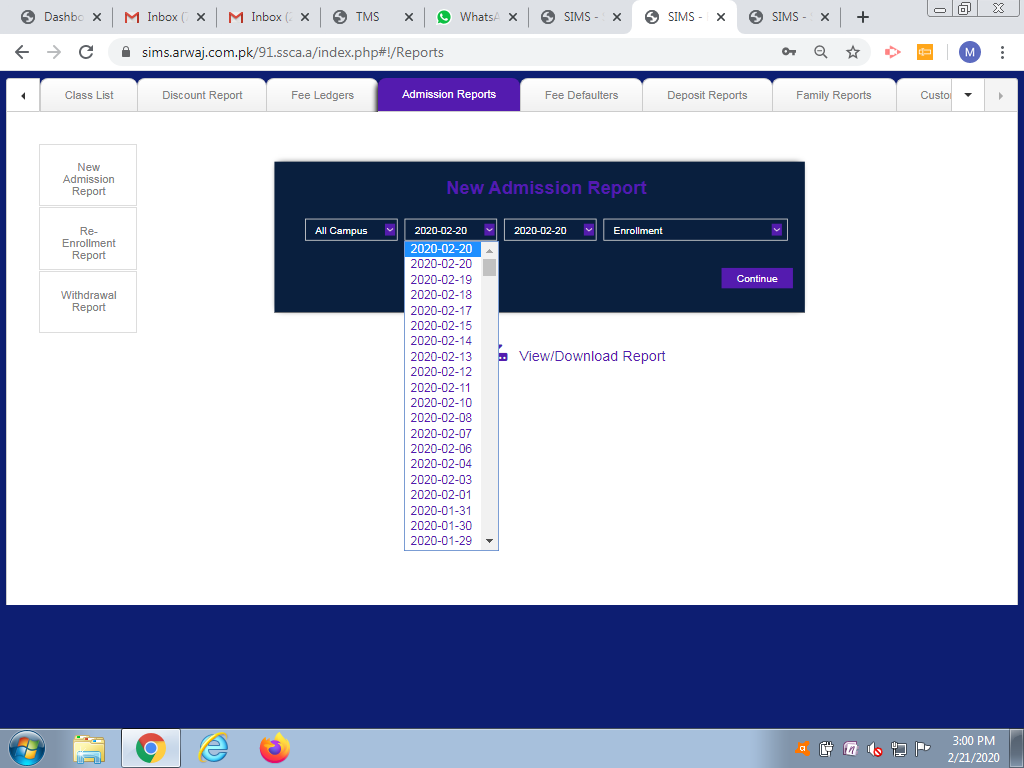 Dashbo
Inbox (
Inbox (
TMS
WhatsA
SIMS -
SIMS -
SIMS -
sims.arwaj.com.pk/91.ssca.a/index.php#!/Reports
M
Class List
Discount Report
Fee Ledgers
Admission Reports
Fee Defaulters
Deposit Reports
Family Reports
Custo
New
Admission
Report
Re-
Enrollment
Report
Withdrawal
Report
New Admission Report
All Campus
2020-02-20
2020-02-20
Enrollment
Continue
2020-02-20
2020-02-20
2020-02-19
2020-02-18
2020-02-17
2020-02-15
2020-02-14
2020-02-13
2020-02-12
2020-02-11
2020-02-10
2020-02-08
2020-02-07
2020-02-06
2020-02-04
2020-02-03
2020-02-01
2020-01-31
2020-01-30
2020-01-29
View/Download Report
3:00 PM
2/21/2020